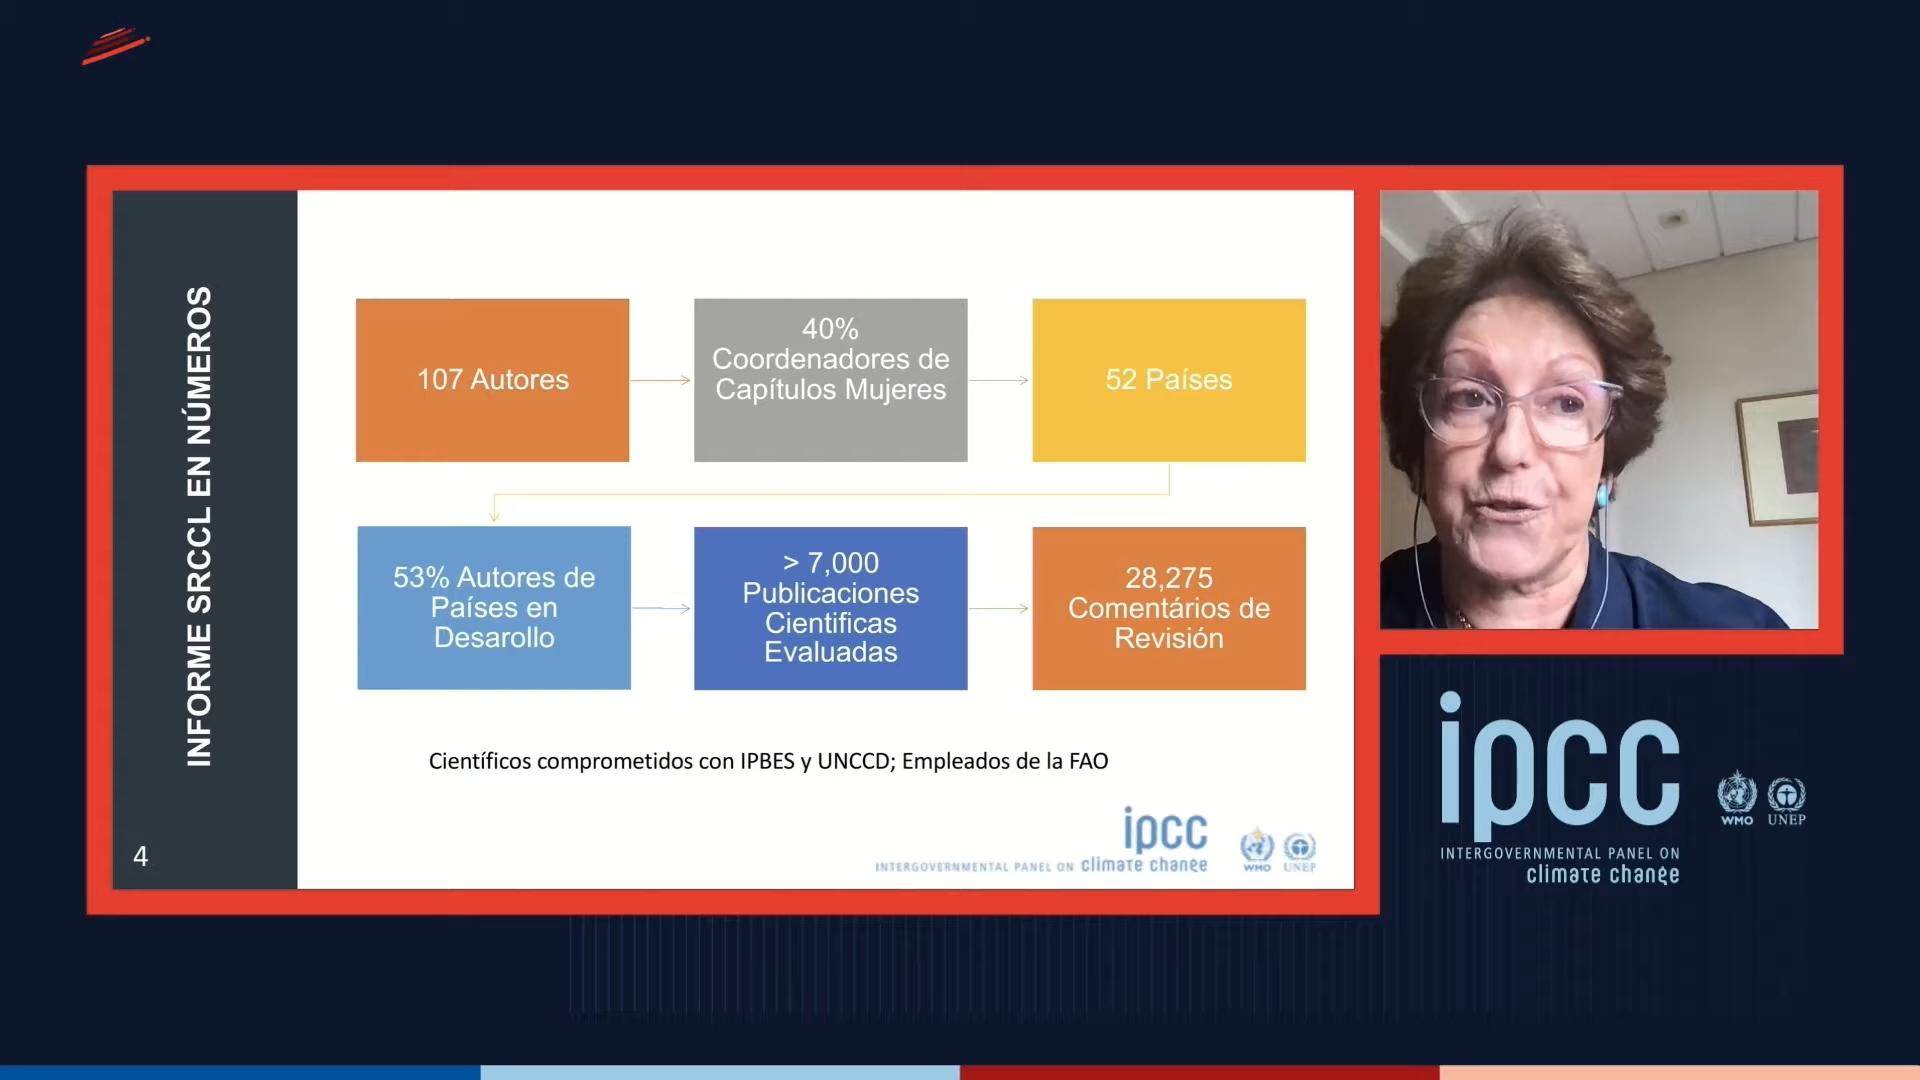 INFORME SRCCL EN NÚMEROS
107 Autores
40%
Coordenadores de
Capítulos Mujeres
52 Países
53% Autores de
Países en
Desarollo
> 7,000
Publicaciones
Cientificas
Evaluadas
28,275
Comentários de
Revisión
Científicos comprometidos con IPBES y UNCCD; Empleados de la FAO
4
ipcc
INTERGOVERNMENTAL PANEL ON climate change
WMO
UNEP
ipcc
INTERGOVERNMENTAL PANEL ON
climate change
WMO
UNEP